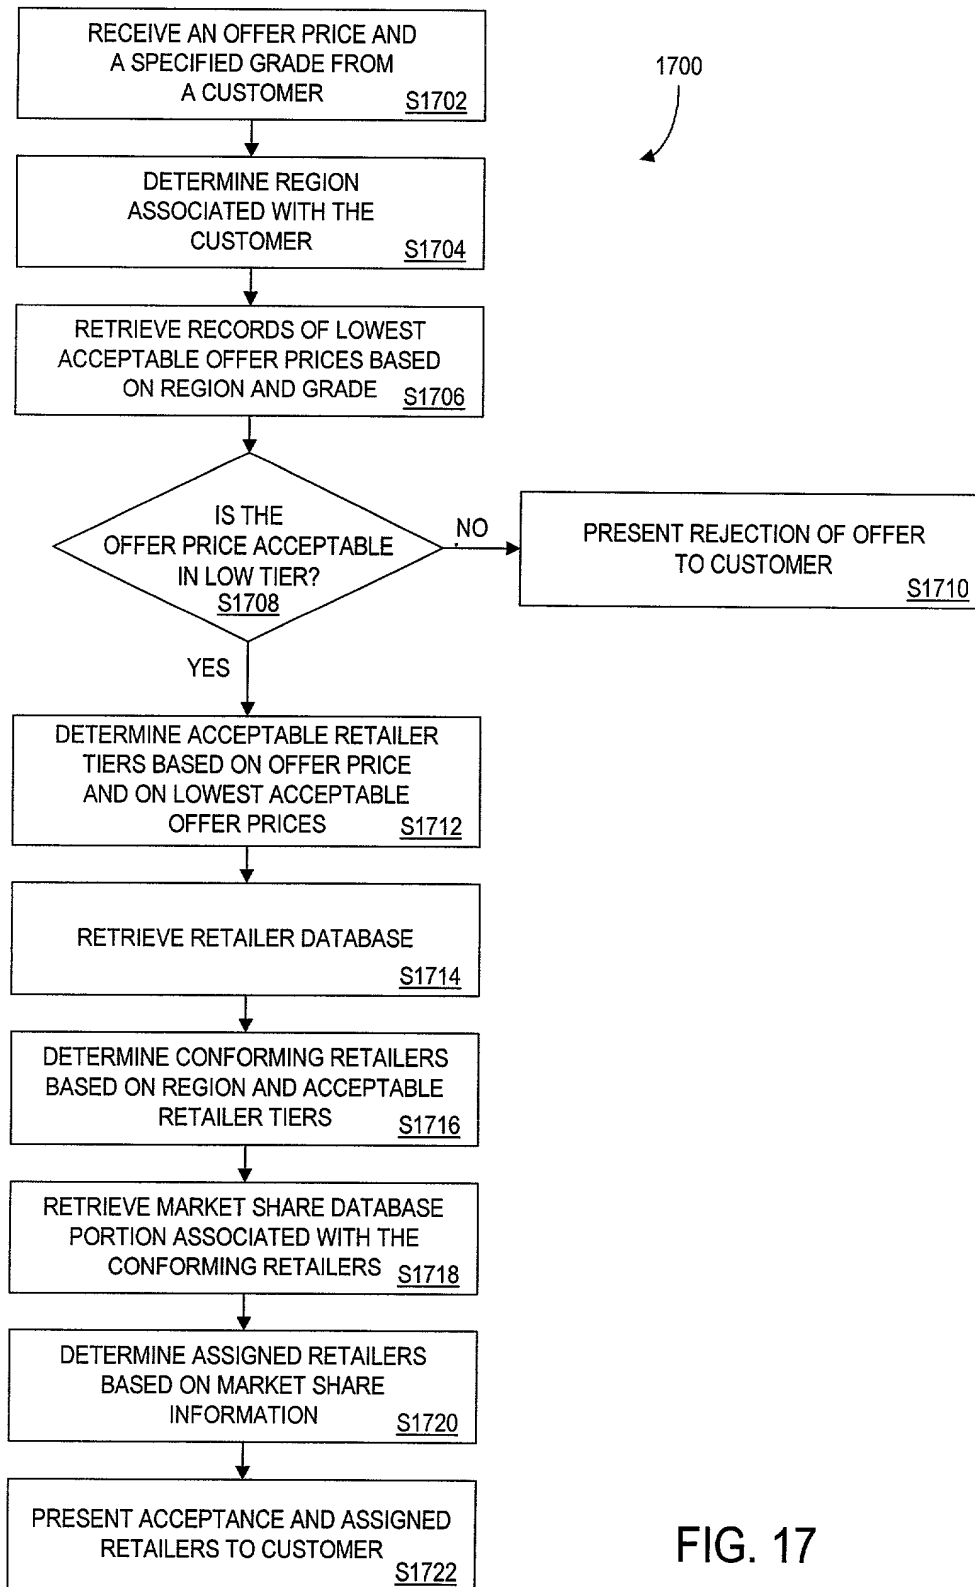 RECEIVE AN OFFER PRICE AND
A SPECIFIED GRADE FROM
A CUSTOMER
S1702
1700
DETERMINE REGION
ASSOCIATED WITH THE
CUSTOMER
S1704
RETRIEVE RECORDS OF LOWEST
ACCEPTABLE OFFER PRICES BASED
ON REGION AND GRADE
S1706
IS THE
OFFER PRICE ACCEPTABLE
IN LOW TIER?
S1708
NO
PRESENT REJECTION OF OFFER
TO CUSTOMER
S1710
YES
DETERMINE ACCEPTABLE RETAILER
TIERS BASED ON OFFER PRICE
AND ON LOWEST ACCEPTABLE
OFFER PRICES
S1712
RETRIEVE RETAILER DATABASE
S1714
DETERMINE CONFORMING RETAILERS
BASED ON REGION AND ACCEPTABLE
RETAILER TIERS
S1716
RETRIEVE MARKET SHARE DATABASE
PORTION ASSOCIATED WITH THE
CONFORMING RETAILERS
S1718
DETERMINE ASSIGNED RETAILERS
BASED ON MARKET SHARE
INFORMATION
S1720
PRESENT ACCEPTANCE AND ASSIGNED
RETAILERS TO CUSTOMER
S1722
FIG. 17